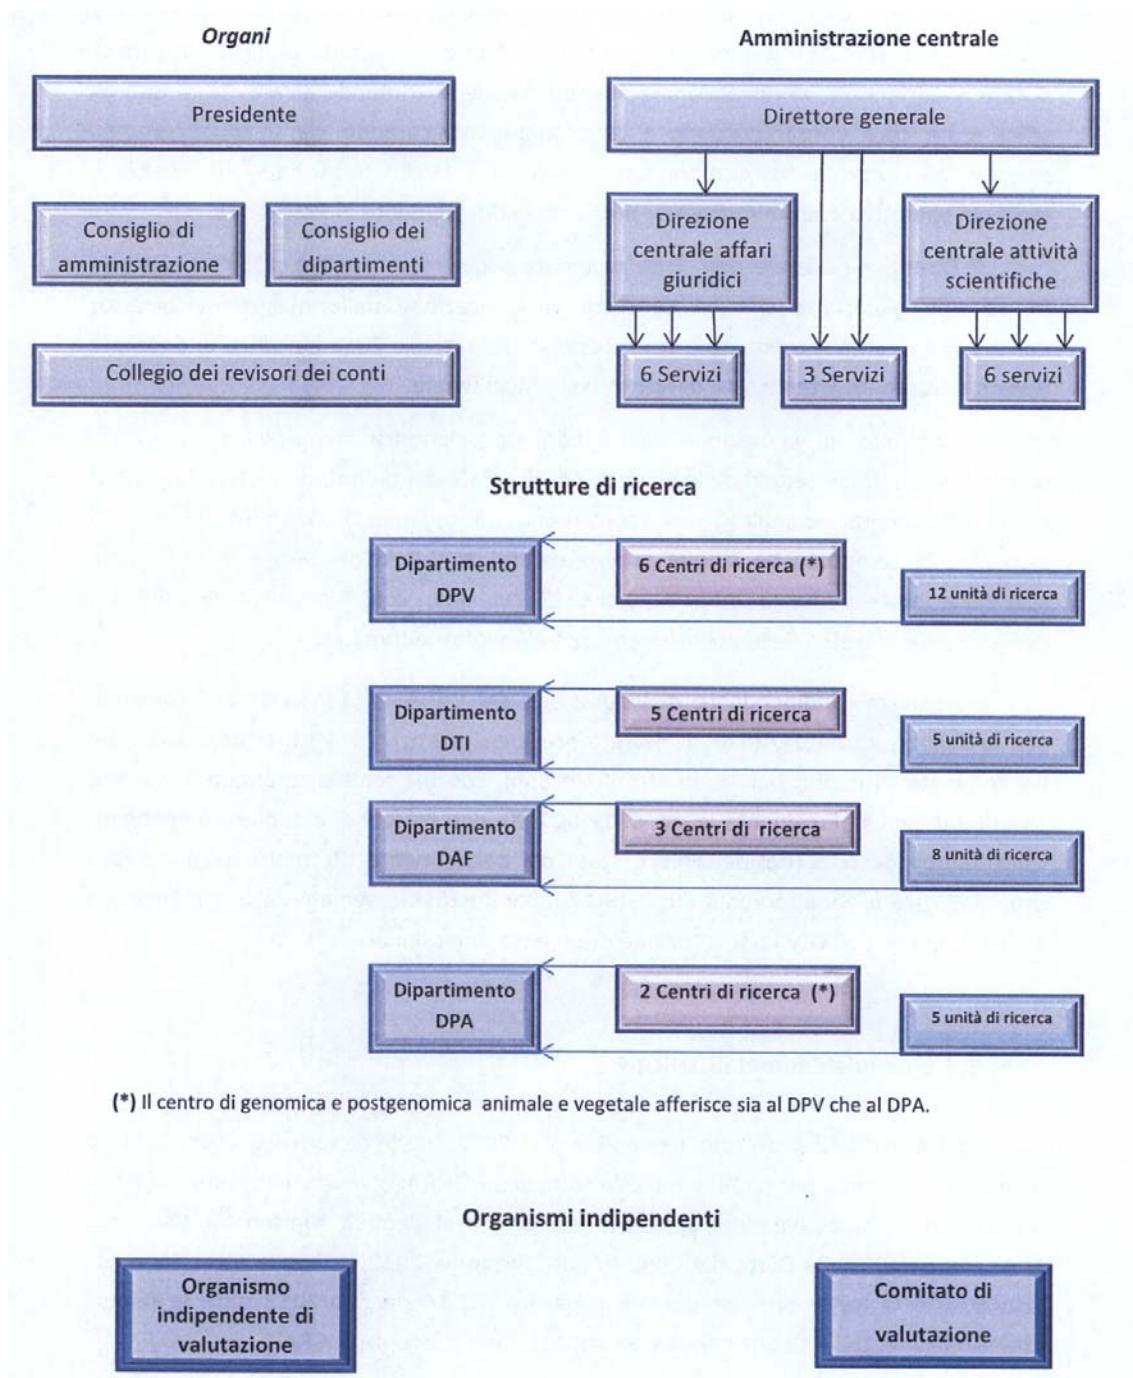 Organi
Presidente
Consiglio di
amministrazione
Consiglio dei
dipartimenti
Collegio dei revisori dei conti
Amministrazione centrale
Direttore generale
Direzione
centrale affari
giuridici
Direzione
centrale attività
scientifiche
6 Servizi
3 Servizi
6 servizi
Strutture di ricerca
Dipartimento
DPV
6 Centri di ricerca (*)
12 unità di ricerca
Dipartimento
DTI
5 Centri di ricerca
5 unità di ricerca
Dipartimento
DAF
3 Centri di ricerca
8 unità di ricerca
Dipartimento
DPA
2 Centri di ricerca (*)
5 unità di ricerca
(*) Il centro di genomica e postgenomica animale e vegetale afferisce sia al DPV che al DPA.
Organismi indipendenti
Organismo
indipendente di
valutazione
Comitato di
valutazione